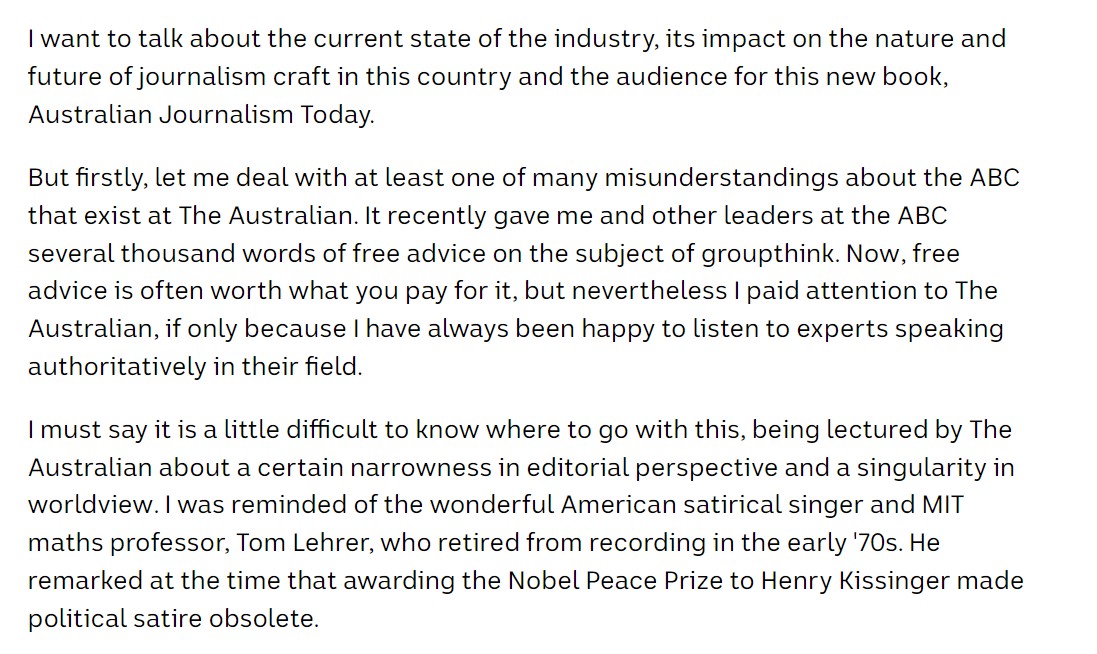 I want to talk about the current state of the industry, its impact on the nature and
future of journalism craft in this country and the audience for this new book,
Australian Journalism Today.
But firstly, let me deal with at least one of many misunderstandings about the ABC
that exist at The Australian. It recently gave me and other leaders at the ABC
several thousand words of free advice on the subject of groupthink. Now, free
advice is often worth what you pay for it, but nevertheless I paid attention to The
Australian, if only because I have always been happy to listen to experts speaking
authoritatively in their field.
I must say it is a little difficult to know where to go with this, being lectured by The
Australian about a certain narrowness in editorial perspective and a singularity in
worldview. I was reminded of the wonderful American satirical singer and MIT
maths professor, Tom Lehrer, who retired from recording in the early '70s. He
remarked at the time that awarding the Nobel Peace Prize to Henry Kissinger made
political satire obsolete.